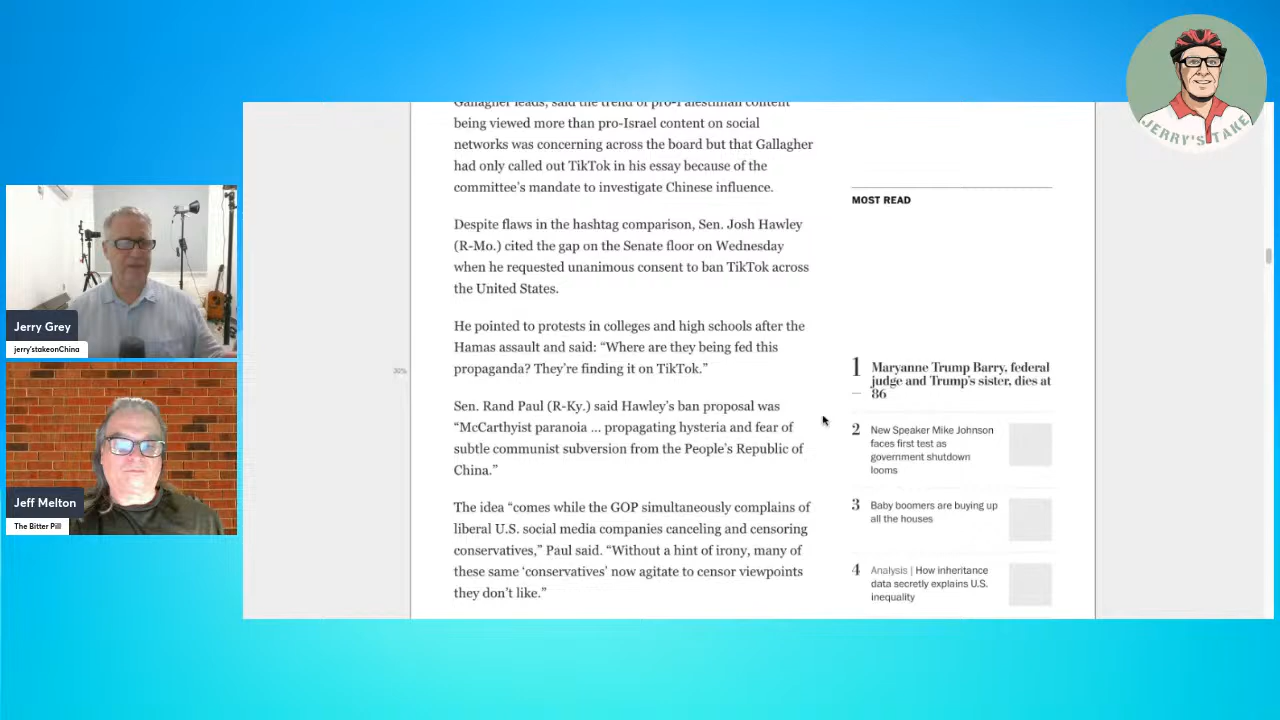 Gallagher leads, said the trend of pro-Palestinian content
being viewed more than pro-Israel content on social
networks was concerning across the board but that Gallagher
had only called out TikTok in his essay because of the
committee's mandate to investigate Chinese influence.
Despite flaws in the hashtag comparison, Sen. Josh Hawley
(R-Mo.) cited the gap on the Senate floor on Wednesday
when he requested unanimous consent to ban TikTok across
the United States.
He pointed to protests in colleges and high schools after the
Hamas assault and said: “Where are they being fed this
propaganda? They’re finding it on TikTok.”
Sen. Rand Paul (R-Ky.) said Hawley’s ban proposal was
“McCarthyist paranoia ... propagating hysteria and fear of
subtle communist subversion from the People’s Republic of
China.”
The idea “comes while the GOP simultaneously complains of
liberal U.S. social media companies canceling and censoring
conservatives,” Paul said. “Without a hint of irony, many of
these same ‘conservatives’ now agitate to censor viewpoints
they don’t like.”
MOST READ
1 Maryanne Trump Barry, federal
judge and Trump’s sister, dies at
86
2 New Speaker Mike Johnson
faces first test as
government shutdown
looms
3 Baby boomers are buying up
all the houses
4 Analysis | How inheritance
data secretly explains U.S.
inequality
JERRY'S TAKE
Jerry Grey
jerry'stakeonChina
Jeff Melton
The Bitter Pill